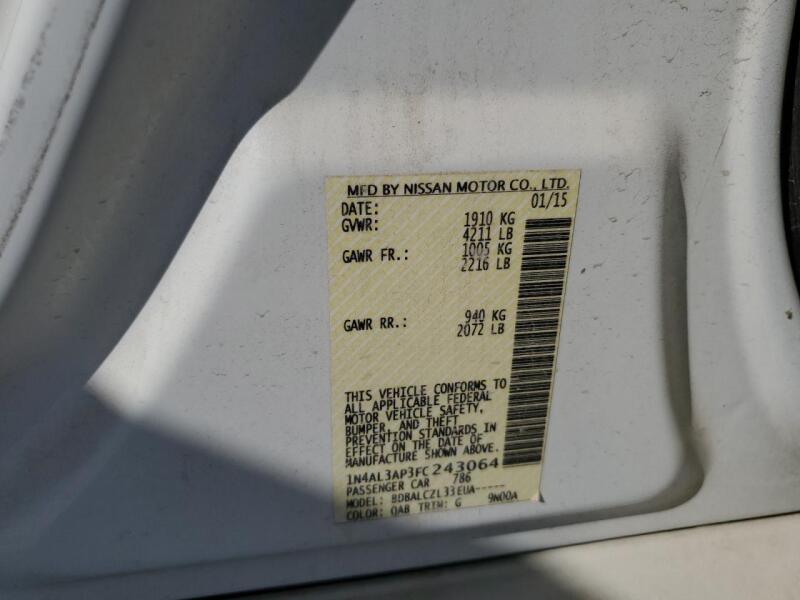 MFD BY NISSAN MOTOR CO., LTD.
DATE: 01/15
GVWR: 1910 KG
4211 LB
GAWR FR.: 1005 KG
2216 LB
GAWR RR.: 940 KG
2072 LB
THIS VEHICLE CONFORMS TO
ALL APPLICABLE FEDERAL
MOTOR VEHICLE SAFETY,
BUMPER, AND THEFT
PREVENTION STANDARDS IN
EFFECT ON THE DATE OF
MANUFACTURE SHOWN ABOVE.
1N4AL3AP3FC243064
PASSENGER CAR 786
MODEL: BDBALCZL33EUA-----
COLOR: QAB TRIM: G 9N00A